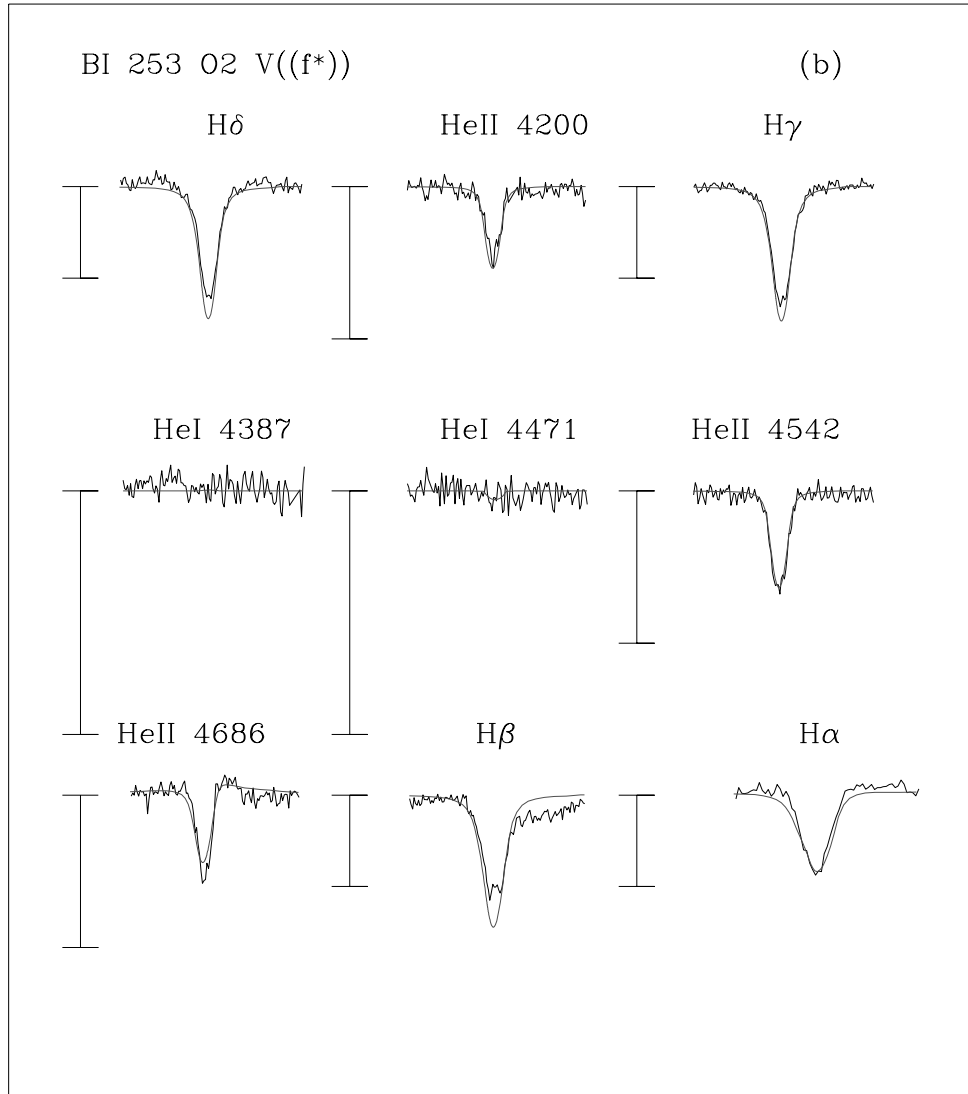 BI 253 O2 V((f*)) (b)
Hδ HeII 4200 Hγ
HeI 4387 HeI 4471 HeII 4542
HeII 4686 Hβ Hα